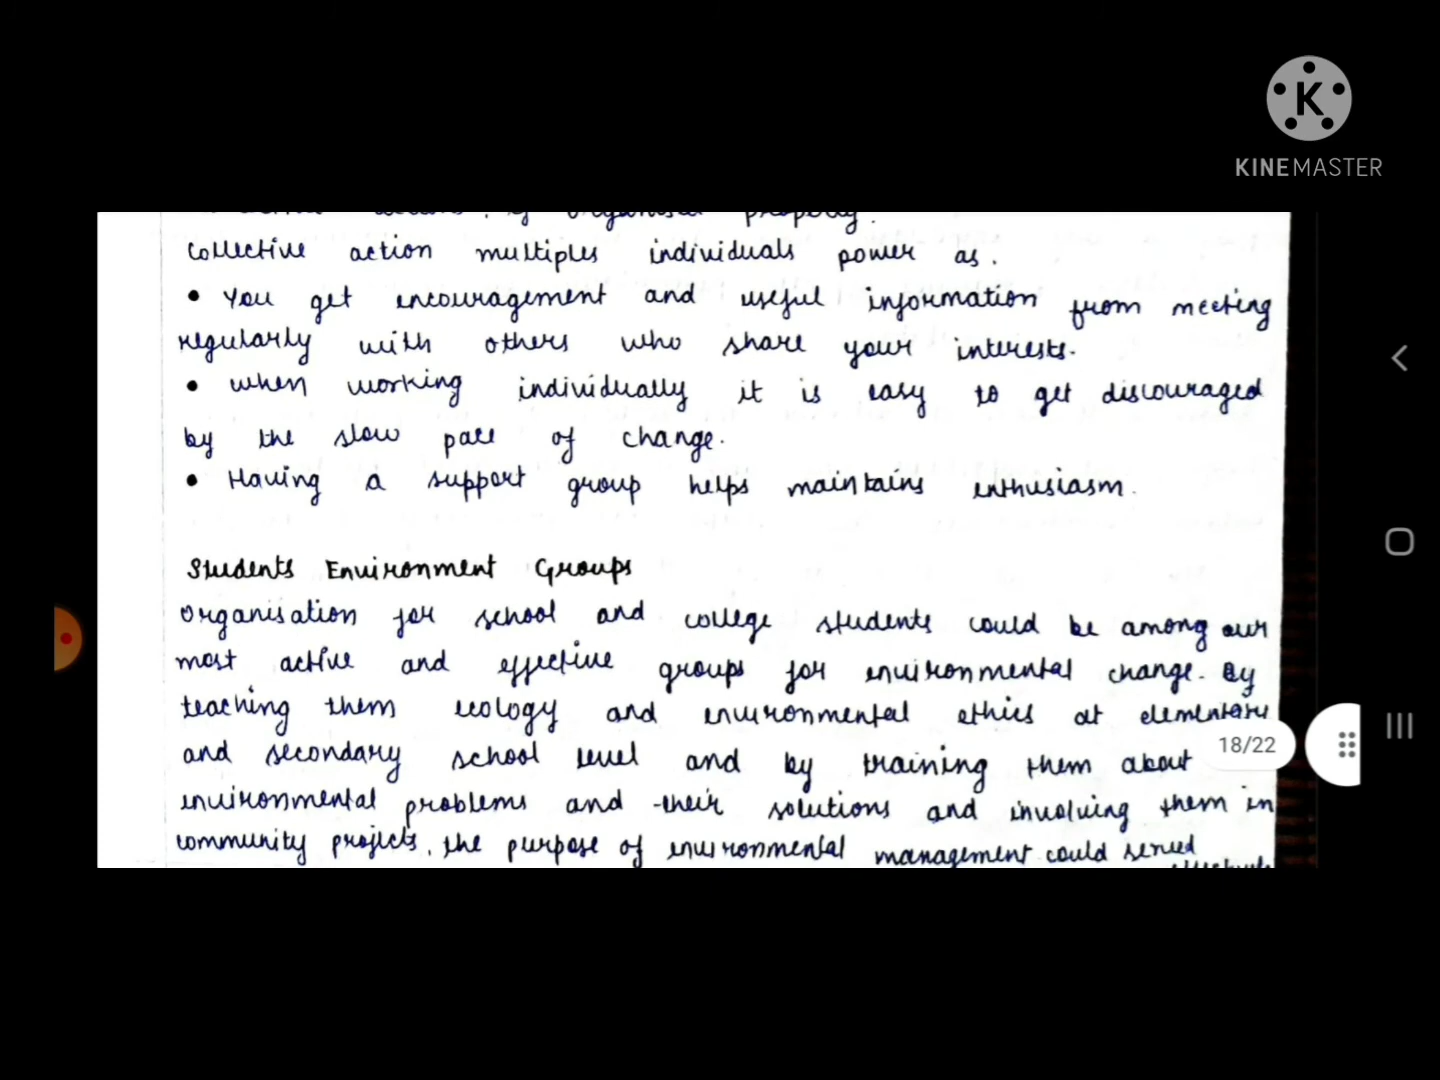 KINEMASTER
organised property.
Collective action multiples individuals power as.
• You get encouragement and useful information from meeting
regularly with others who share your interests.
• when working individually it is easy to get discouraged
by the slow pace of change.
• Having a support group helps maintains enthusiasm.
Students Environment Groups
Organisation for school and college students could be among our
most active and effective groups for environmental change. By
teaching them ecology and environmental ethics at elementary
and secondary school level and by training them about
18/22
environmental problems and their solutions and involving them in
community projects. the purpose of environmental management could served